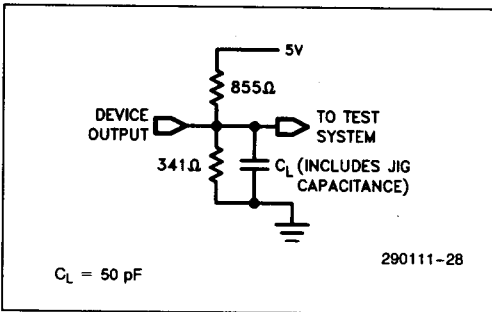 5V
855Ω
DEVICE
OUTPUT
TO TEST
SYSTEM
341Ω
C_L (INCLUDES JIG
CAPACITANCE)
C_L = 50 pF
290111-28